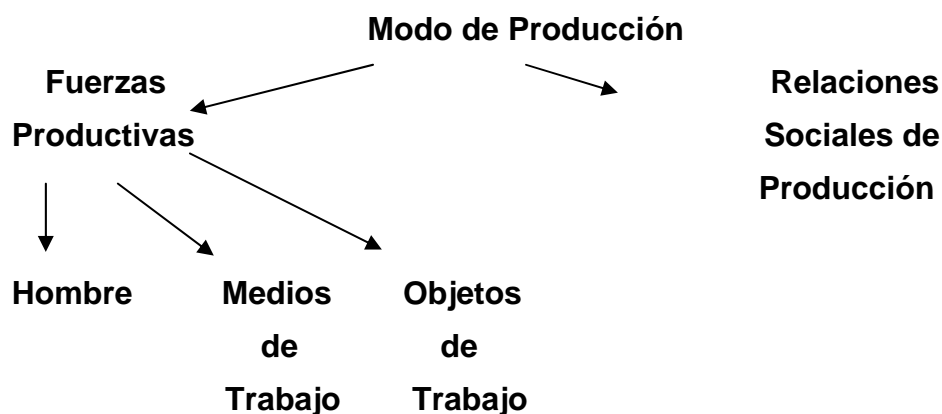 Modo de Producción
Fuerzas
Productivas
Relaciones
Sociales de
Producción
Hombre
Medios
de
Trabajo
Objetos
de
Trabajo